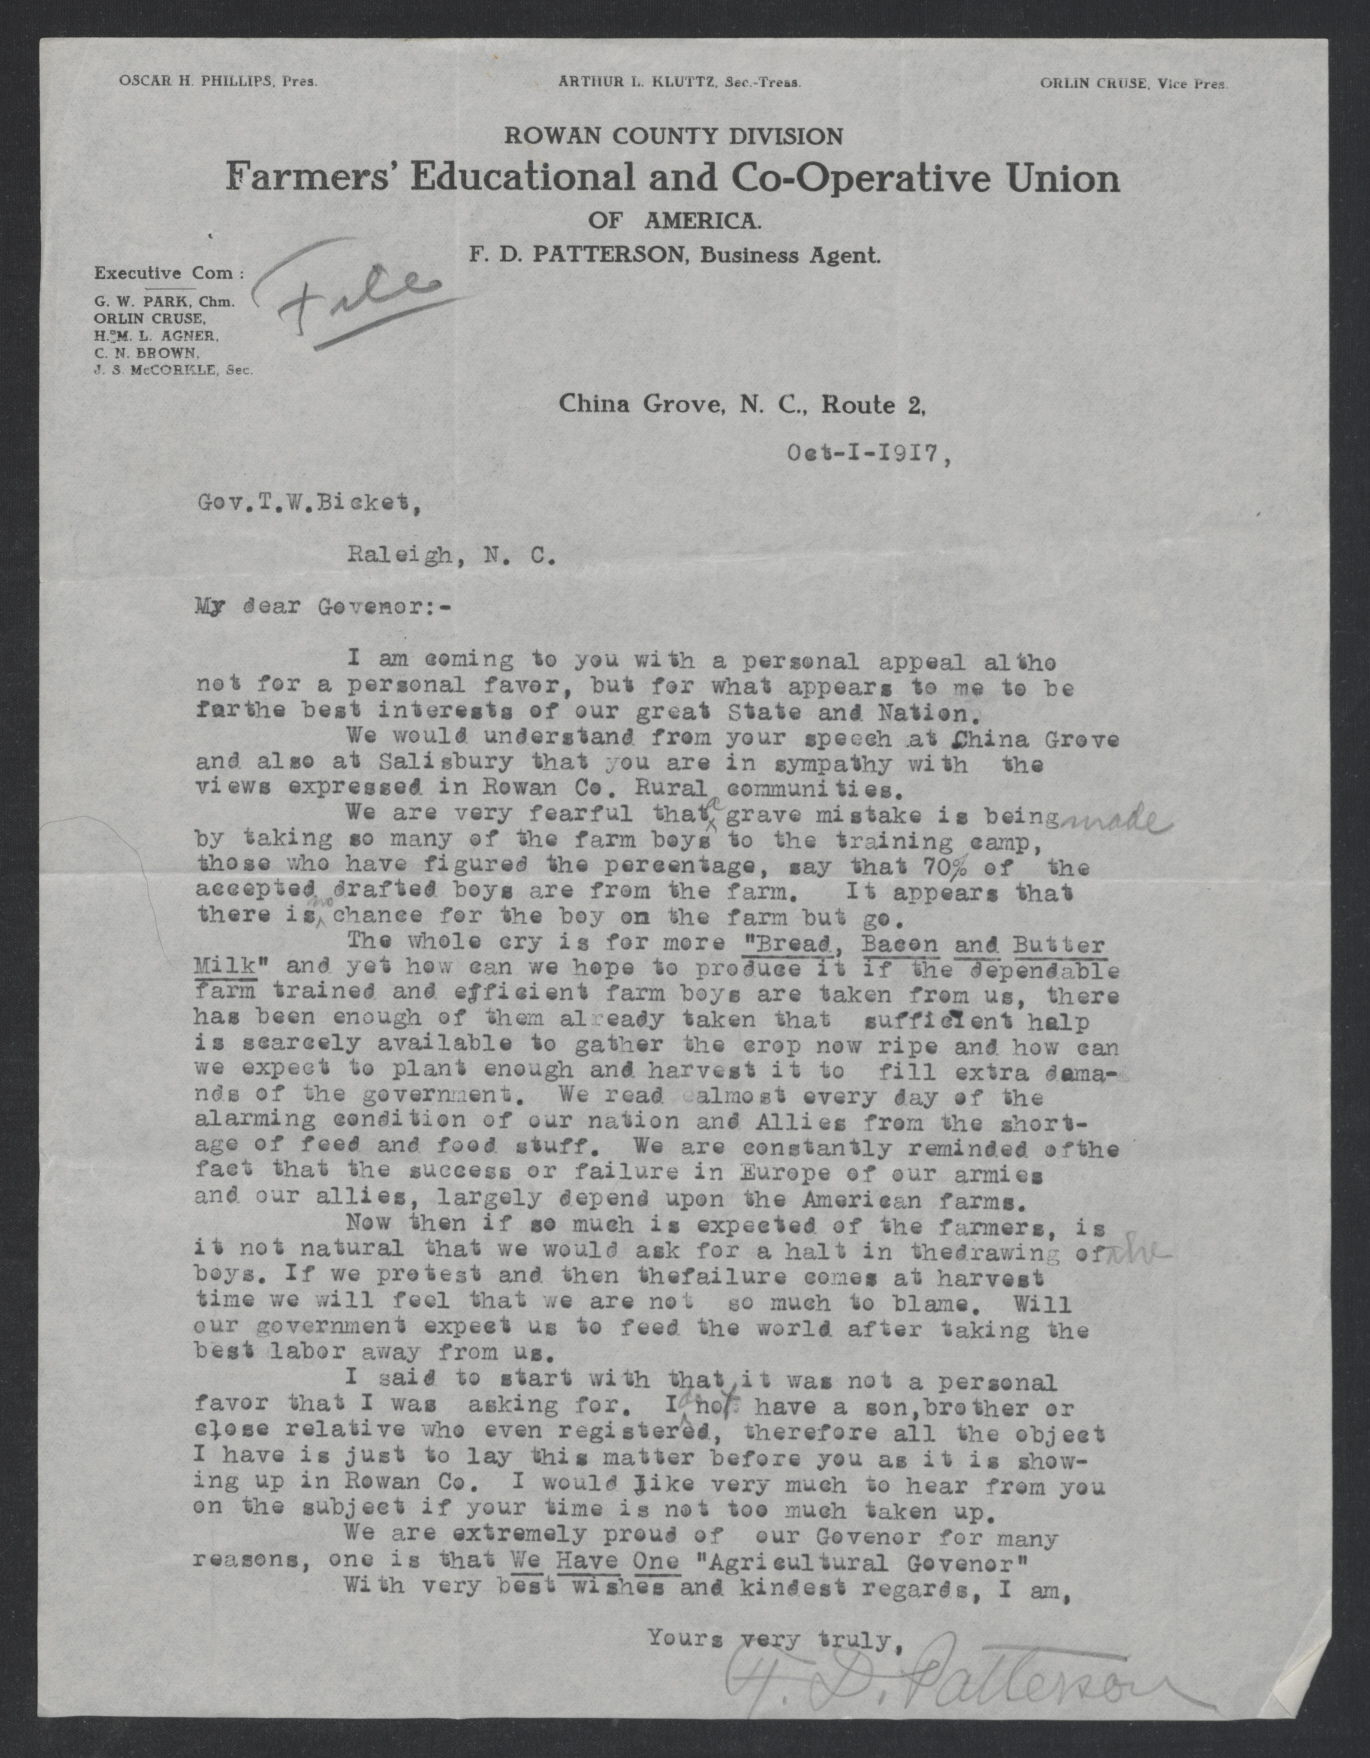 OSCAR H. PHILLIPS, Pres. ARTHUR L. KLUTTZ, Sec.-Treas. ORLIN CRUSE, Vice Pres.
ROWAN COUNTY DIVISION
Farmers' Educational and Co-Operative Union
OF AMERICA.
F. D. PATTERSON, Business Agent.
Executive Com:
G. W. PARK, Chm.
ORLIN CRUSE,
H. M. L. AGNER,
C. N. BROWN,
J. S. McCORKLE, Sec.
File
China Grove, N. C., Route 2,
Oct-I-I9I7,
Gov.T.W.Bicket,
Raleigh, N. C.
My dear Govenor:-
I am coming to you with a personal appeal altho
not for a personal favor, but for what appears to me to be
forthe best interests of our great State and Nation.
We would understand from your speech at China Grove
and also at Salisbury that you are in sympathy with the
views expressed in Rowan Co. Rural communities.
We are very fearful that a grave mistake is being made
by taking so many of the farm boys to the training camp,
those who have figured the percentage, say that 70% of the
accepted drafted boys are from the farm. It appears that
there is no chance for the boy on the farm but go.
The whole cry is for more "Bread, Bacon and Butter
Milk" and yet how can we hope to produce it if the dependable
farm trained and efficient farm boys are taken from us, there
has been enough of them already taken that sufficient help
is scarcely available to gather the crop now ripe and how can
we expect to plant enough and harvest it to fill extra dema-
nds of the government. We read almost every day of the
alarming condition of our nation and Allies from the short-
age of feed and food stuff. We are constantly reminded ofthe
fact that the success or failure in Europe of our armies
and our allies, largely depend upon the American farms.
Now then if so much is expected of the farmers, is
it not natural that we would ask for a halt in thedrawing of the
boys. If we protest and then thefailure comes at harvest
time we will feel that we are not so much to blame. Will
our government expect us to feed the world after taking the
best labor away from us.
I said to start with that, it was not a personal
favor that I was asking for. I do not have a son,brother or
close relative who even registered, therefore all the object
I have is just to lay this matter before you as it is show-
ing up in Rowan Co. I would like very much to hear from you
on the subject if your time is not too much taken up.
We are extremely proud of our Govenor for many
reasons, one is that We Have One "Agricultural Govenor"
With very best wishes and kindest regards, I am,
Yours very truly,
F. D. Patterson